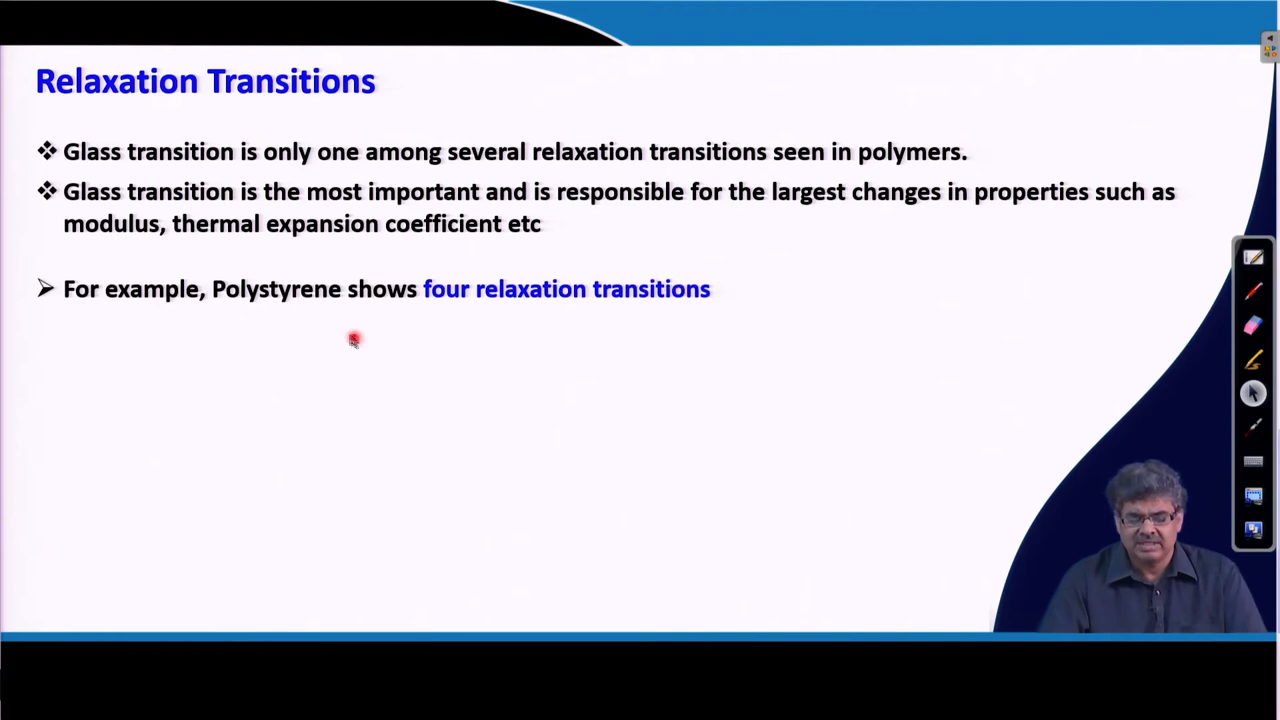 Relaxation Transitions
❖ Glass transition is only one among several relaxation transitions seen in polymers.
❖ Glass transition is the most important and is responsible for the largest changes in properties such as
modulus, thermal expansion coefficient etc
➢ For example, Polystyrene shows four relaxation transitions